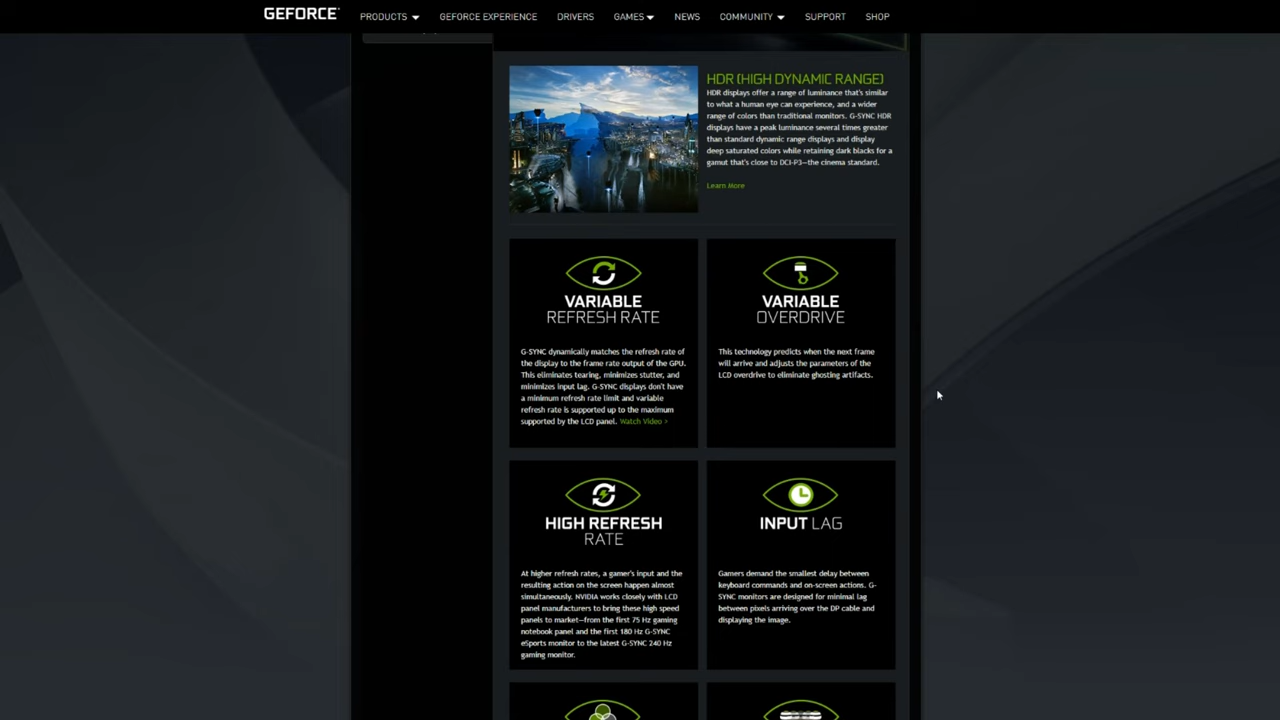 GEFORCE
PRODUCTS
GEFORCE EXPERIENCE
DRIVERS
GAMES
NEWS
COMMUNITY
SUPPORT
SHOP
HDR (HIGH DYNAMIC RANGE)
HDR displays offer a range of luminance that's similar
to what a human eye can experience, and a wider
range of colors than traditional monitors. G-SYNC HDR
displays have a peak luminance several times greater
than standard dynamic range displays and display
deep saturated colors while retaining dark blacks for a
gamut that's close to DCI-P3—the cinema standard.
Learn More
VARIABLE
REFRESH RATE
G-SYNC dynamically matches the refresh rate of
the display to the frame rate output of the GPU.
This eliminates tearing, minimizes stutter, and
minimizes input lag. G-SYNC displays don't have
a minimum refresh rate limit and variable
refresh rate is supported up to the maximum
supported by the LCD panel. Watch Video >
VARIABLE
OVERDRIVE
This technology predicts when the next frame
will arrive and adjusts the parameters of the
LCD overdrive to eliminate ghosting artifacts.
HIGH REFRESH
RATE
At higher refresh rates, a gamer's input and the
resulting action on the screen happen almost
simultaneously. NVIDIA works closely with LCD
panel manufacturers to bring these high speed
panels to market—from the first 75 Hz gaming
notebook panel and the first 180 Hz G-SYNC
eSports monitor to the latest G-SYNC 240 Hz
gaming monitor.
INPUT LAG
Gamers demand the smallest delay between
keyboard commands and on-screen actions. G-
SYNC monitors are designed for minimal lag
between pixels arriving over the DP cable and
displaying the image.